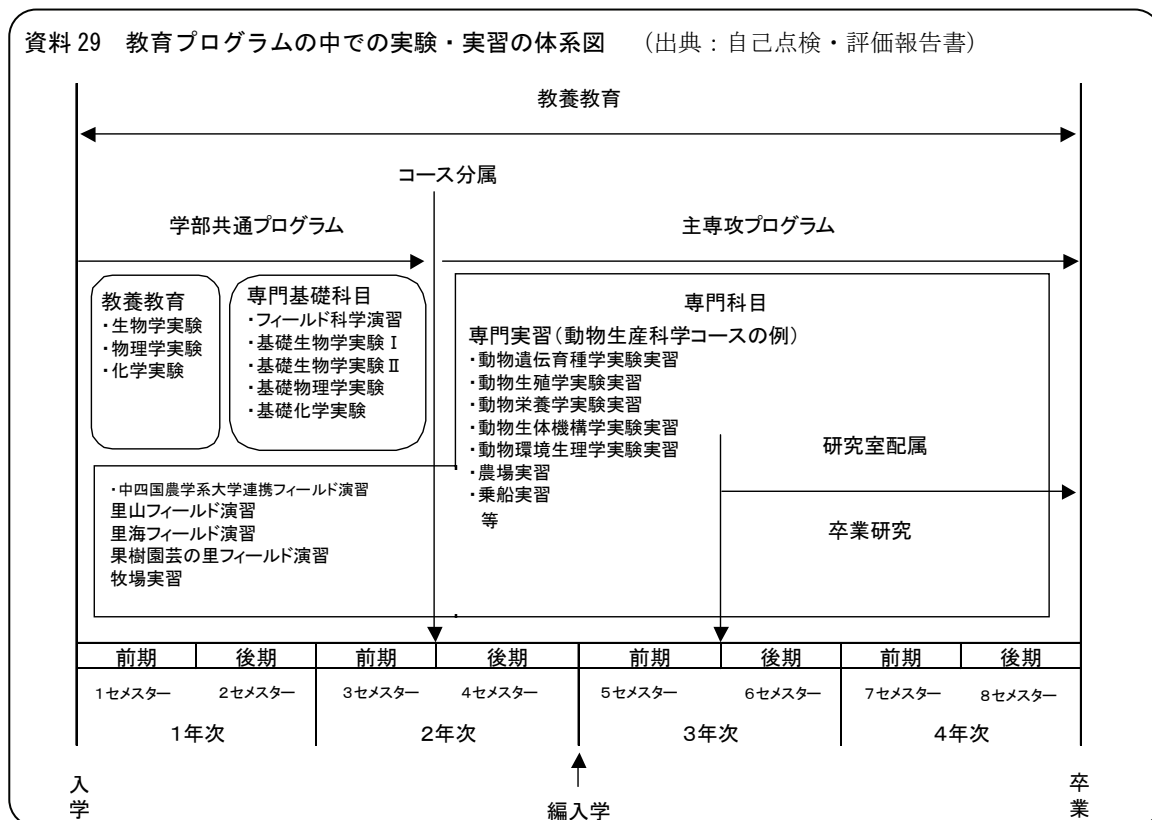 資料 29 教育プログラムの中での実験・実習の体系図 （出典：自己点検・評価報告書）
教養教育
コース分属
学部共通プログラム
主専攻プログラム
教養教育
・生物学実験
・物理学実験
・化学実験
専門基礎科目
・フィールド科学演習
・基礎生物学実験Ⅰ
・基礎生物学実験Ⅱ
・基礎物理学実験
・基礎化学実験
専門科目
専門実習（動物生産科学コースの例）
・動物遺伝育種学実験実習
・動物生殖学実験実習
・動物栄養学実験実習
・動物生体機構学実験実習
・動物環境生理学実験実習
・農場実習
・乗船実習
等
研究室配属
卒業研究
・中四国農学系大学連携フィールド演習
里山フィールド演習
里海フィールド演習
果樹園芸の里フィールド演習
牧場実習
前期 後期 前期 後期 前期 後期 前期 後期
1セメスター 2セメスター 3セメスター 4セメスター 5セメスター 6セメスター 7セメスター 8セメスター
1年次 2年次 3年次 4年次
入学
編入学
卒業